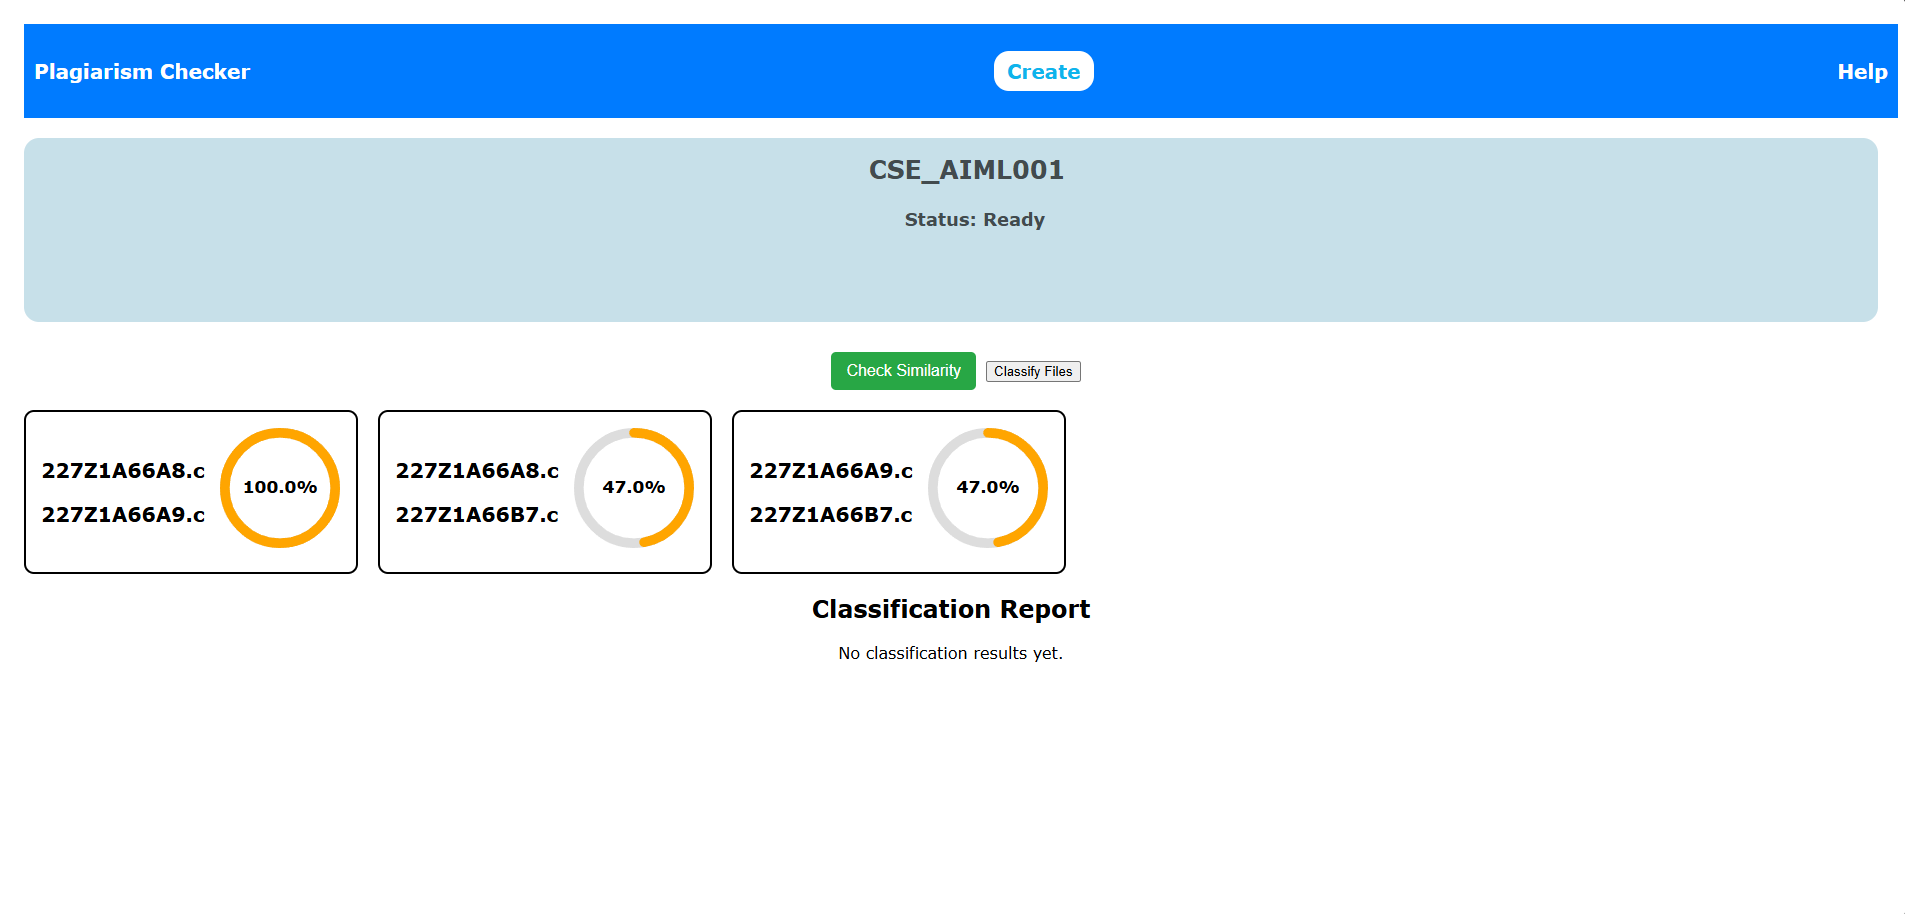 Plagiarism Checker Create Help
CSE_AIML001
Status: Ready
Check Similarity Classify Files
227Z1A66A8.c
227Z1A66A9.c
100.0%
227Z1A66A8.c
227Z1A66B7.c
47.0%
227Z1A66A9.c
227Z1A66B7.c
47.0%
Classification Report
No classification results yet.